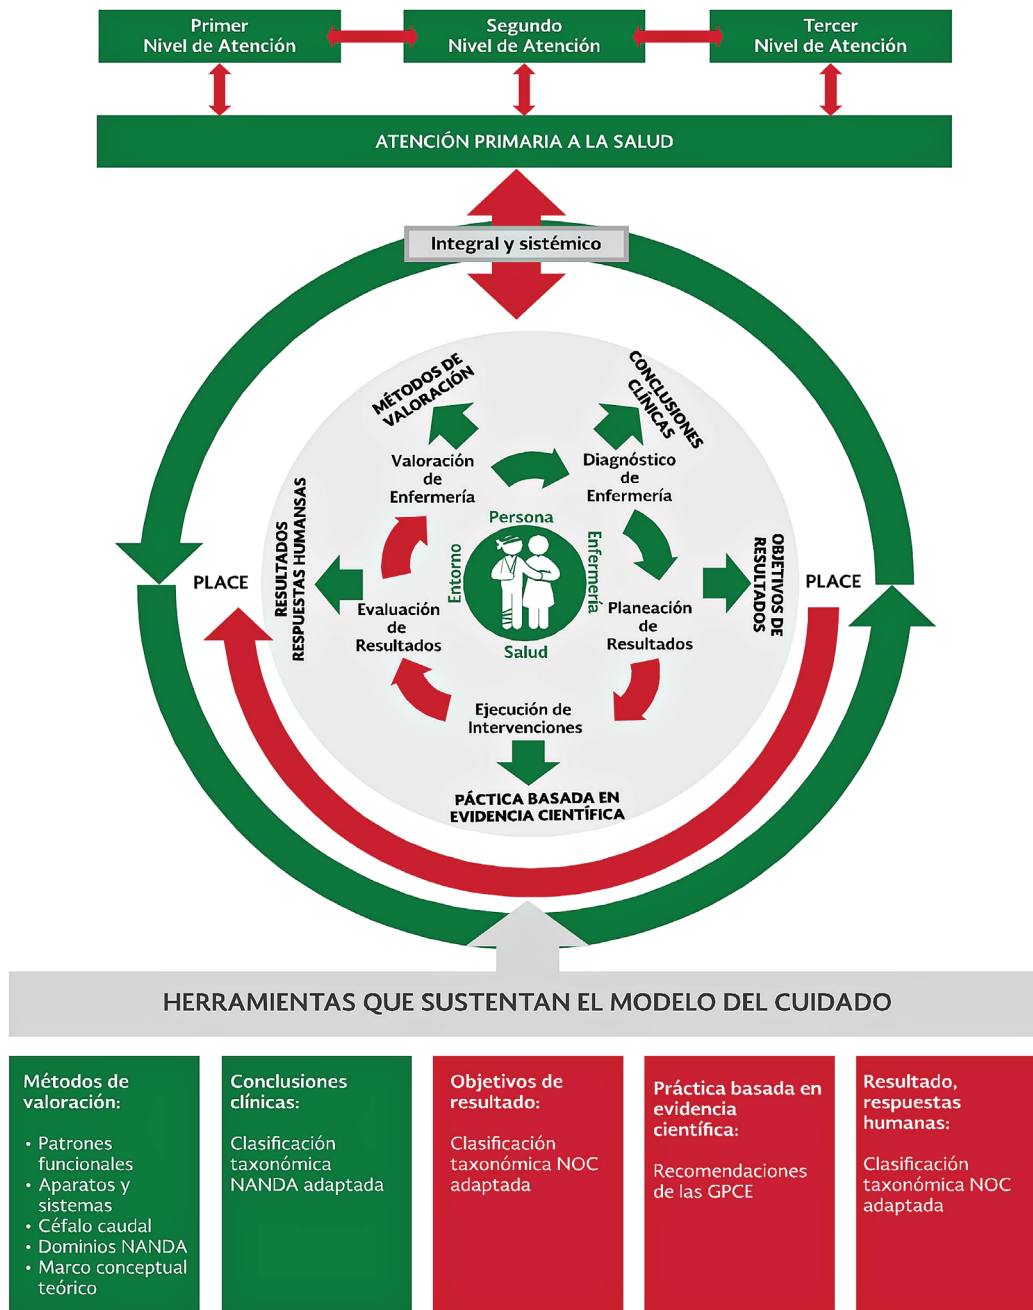 Primer
Nivel de Atención
Segundo
Nivel de Atención
Tercer
Nivel de Atención
ATENCIÓN PRIMARIA A LA SALUD
Integral y sistémico
MÉTODOS DE
VALORACIÓN
CONCLUSIONES
CLÍNICAS
Valoración
de
Enfermería
Diagnóstico
de
Enfermería
Persona
Entorno
Enfermería
Salud
RESULTADOS
RESPUESTAS HUMANSAS
OBJETIVOS DE
RESULTADOS
PLACE
PLACE
Evaluación
de
Resultados
Planeación
de
Resultados
Ejecución de
Intervenciones
PÁCTICA BASADA EN
EVIDENCIA CIENTÍFICA
HERRAMIENTAS QUE SUSTENTAN EL MODELO DEL CUIDADO
Métodos de
valoración:
• Patrones
funcionales
• Aparatos y
sistemas
• Céfalo caudal
• Dominios NANDA
• Marco conceptual
teórico
Conclusiones
clínicas:
Clasificación
taxonómica
NANDA adaptada
Objetivos de
resultado:
Clasificación
taxonómica NOC
adaptada
Práctica basada en
evidencia
científica:
Recomendaciones
de las GPCE
Resultado,
respuestas
humanas:
Clasificación
taxonómica NOC
adaptada